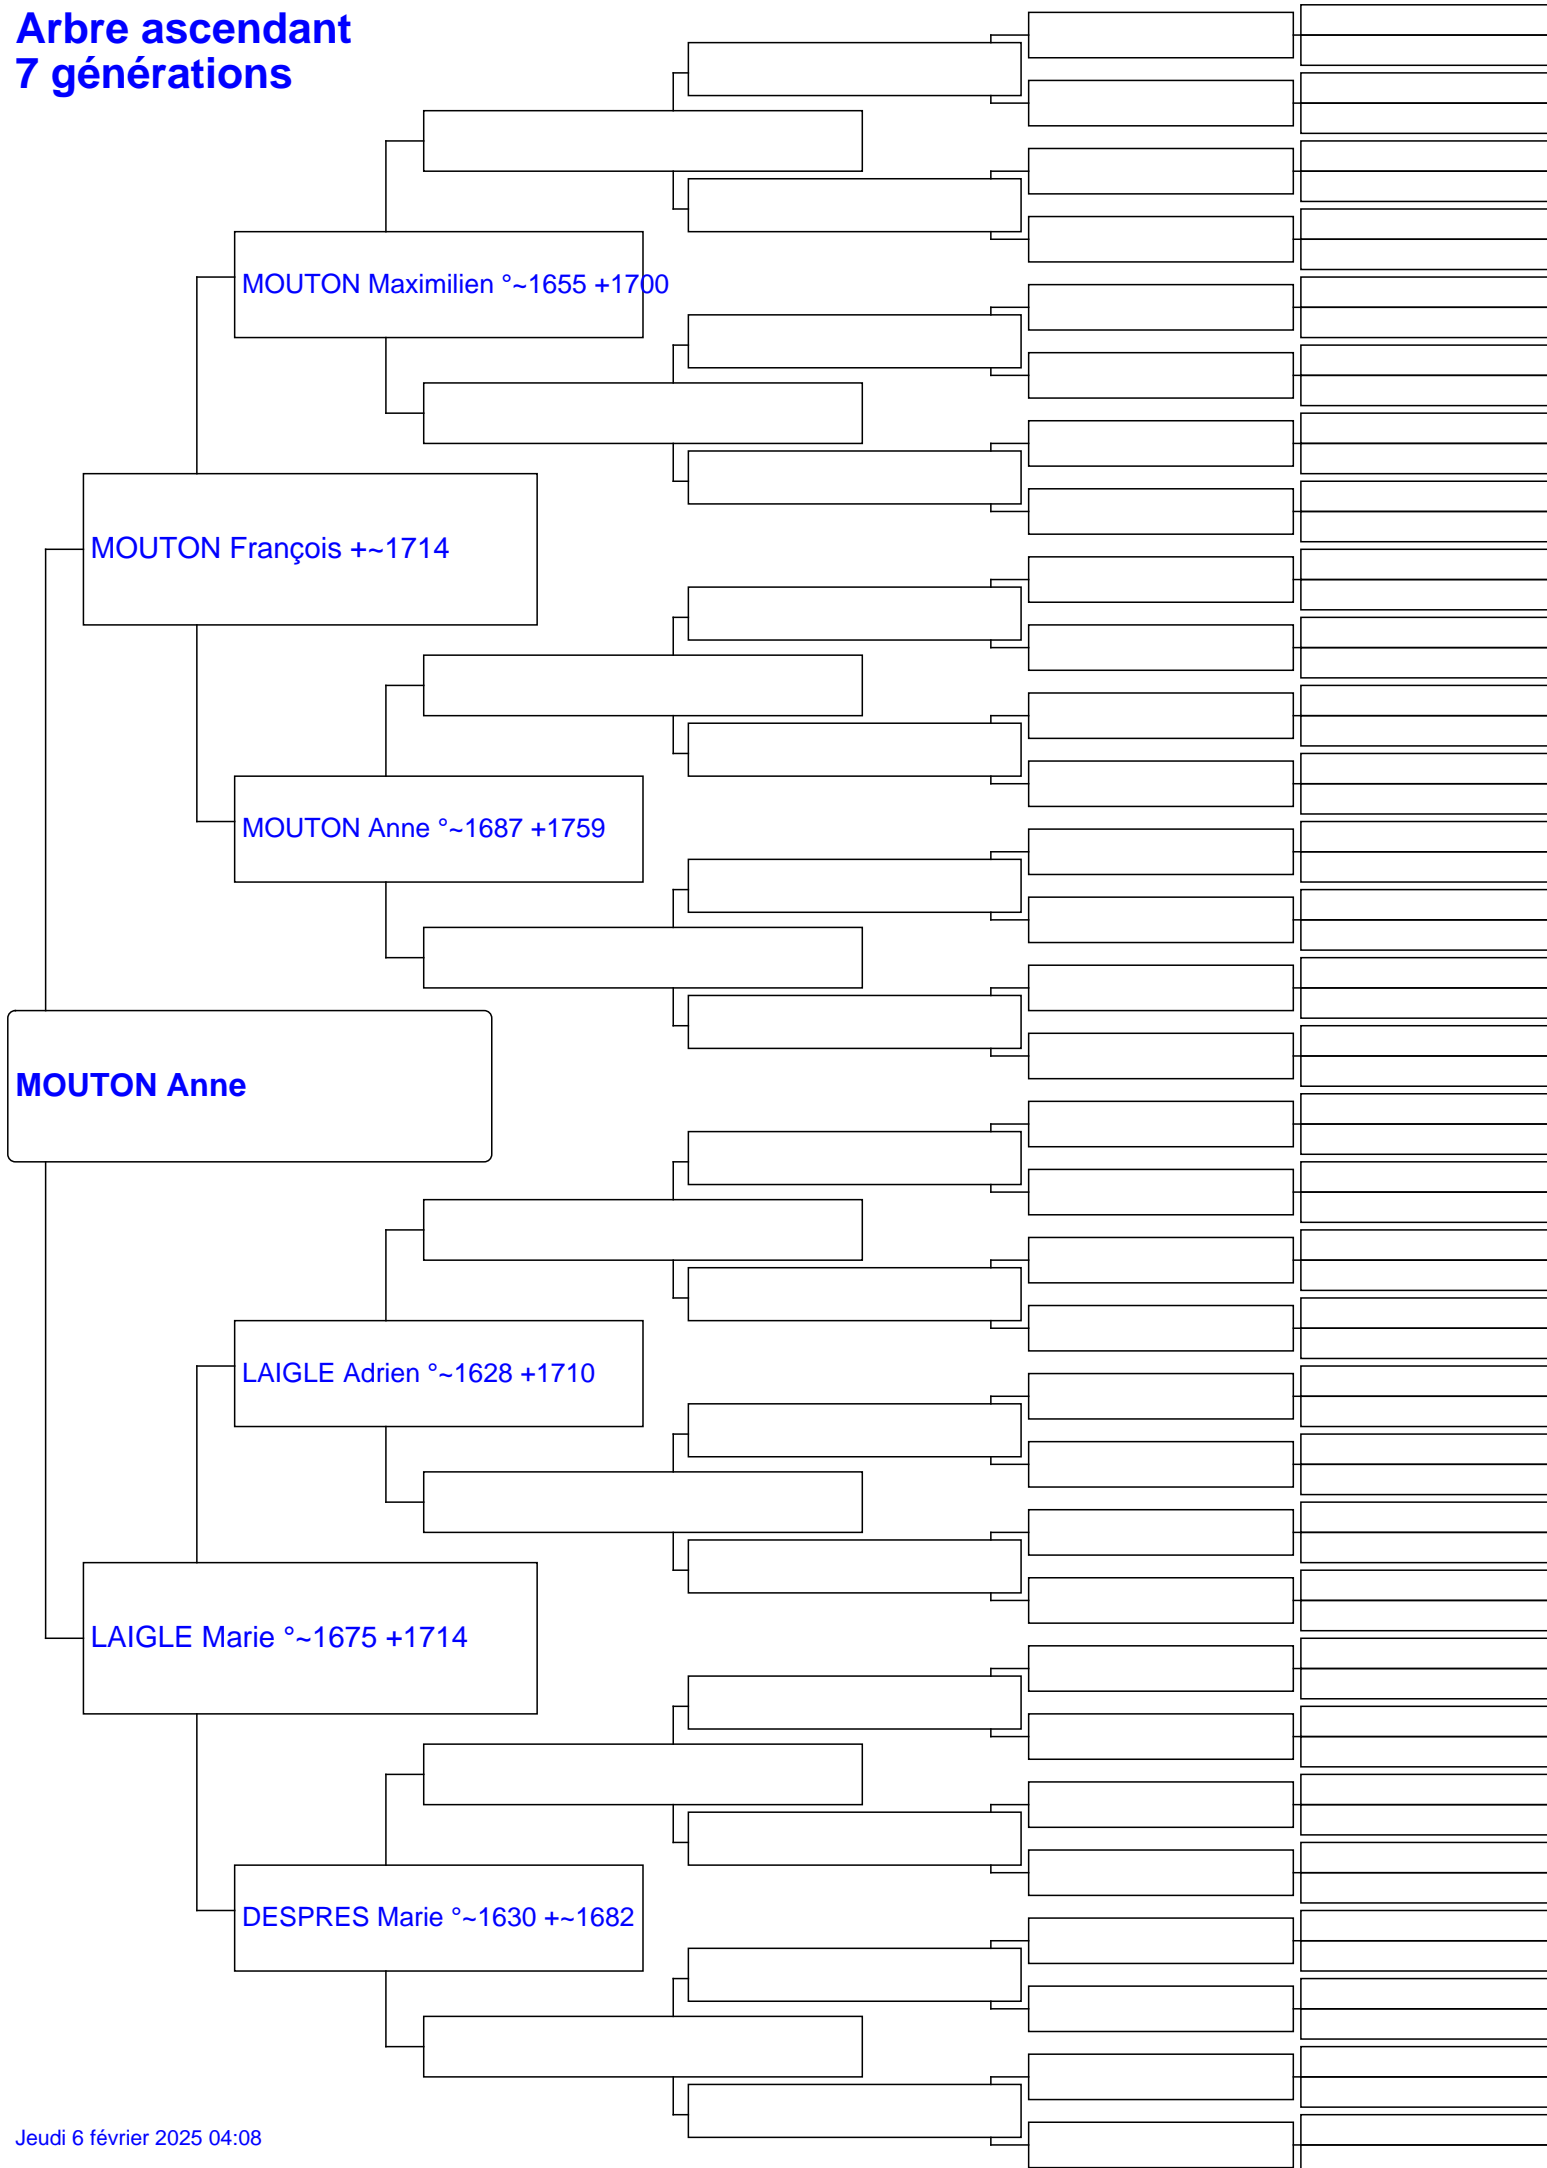 Arbre ascendant
7 générations
MOUTON Maximilien °~1655 +1700
MOUTON François +~1714
MOUTON Anne °~1687 +1759
MOUTON Anne
LAIGLE Adrien °~1628 +1710
LAIGLE Marie °~1675 +1714
DESPRES Marie °~1630 +~1682
Jeudi 6 février 2025 04:08